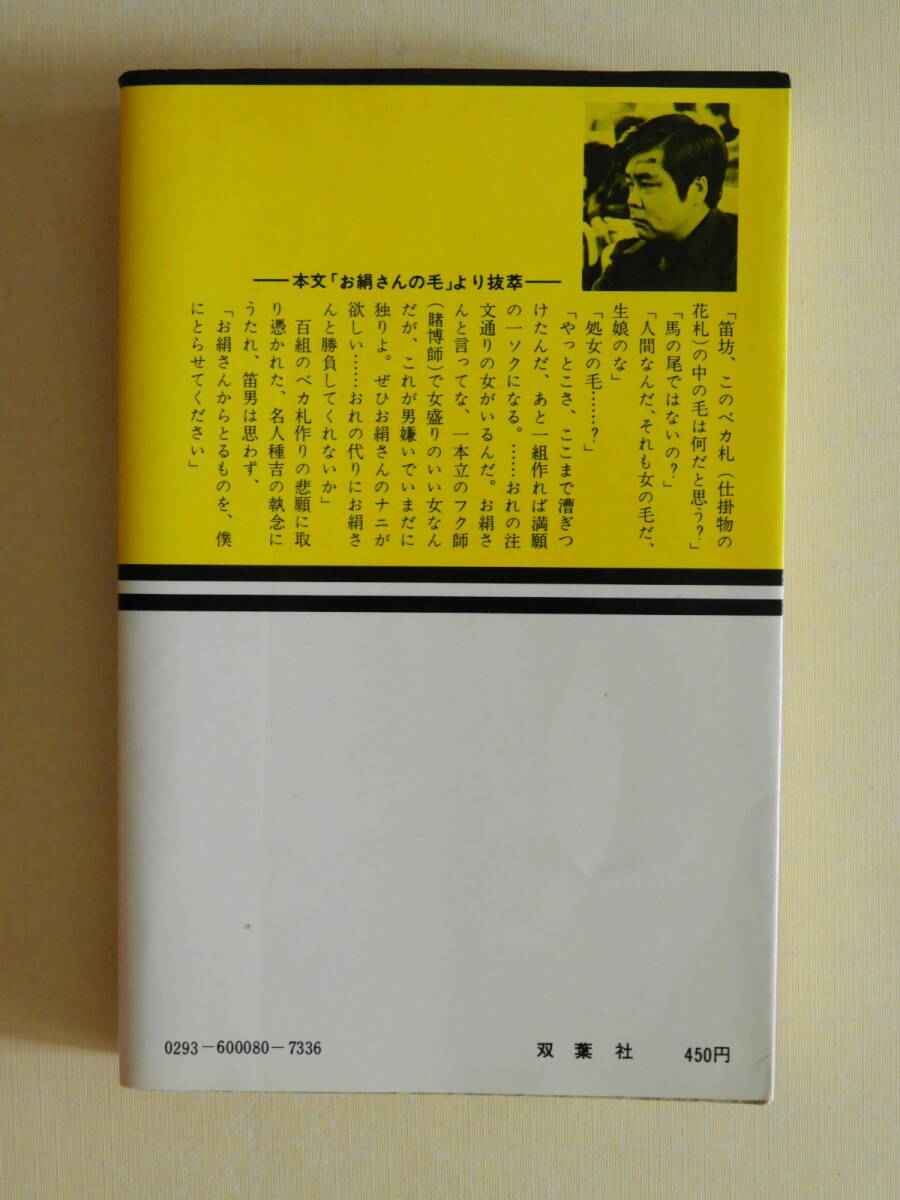 ――本文「お絹さんの毛」より抜萃――
「笛坊、このベカ札（仕掛物の
花札）の中の毛は何だと思う？」
「馬の尾ではないの？」
「人間なんだ、それも女の毛だ、
生娘のな」
「処女の毛……？」
「やっとこさ、ここまで漕ぎつ
けたんだ、あと一組作れば満願
の一ソクになる。……おれの注
文通りの女がいるんだ。お絹さ
んと言ってな、一本立のフク師
（賭博師）で女盛りのいい女なん
だが、これが男嫌いでいまだに
独りよ。ぜひお絹さんのナニが
欲しい……おれの代りにお絹さ
んと勝負してくれないか」
百組のベカ札作りの悲願に取
り憑かれた、名人種吉の執念に
うたれ、笛男は思わず、
「お絹さんからとるものを、僕
にとらせてください」
0293-600080-7336
双葉社
450円